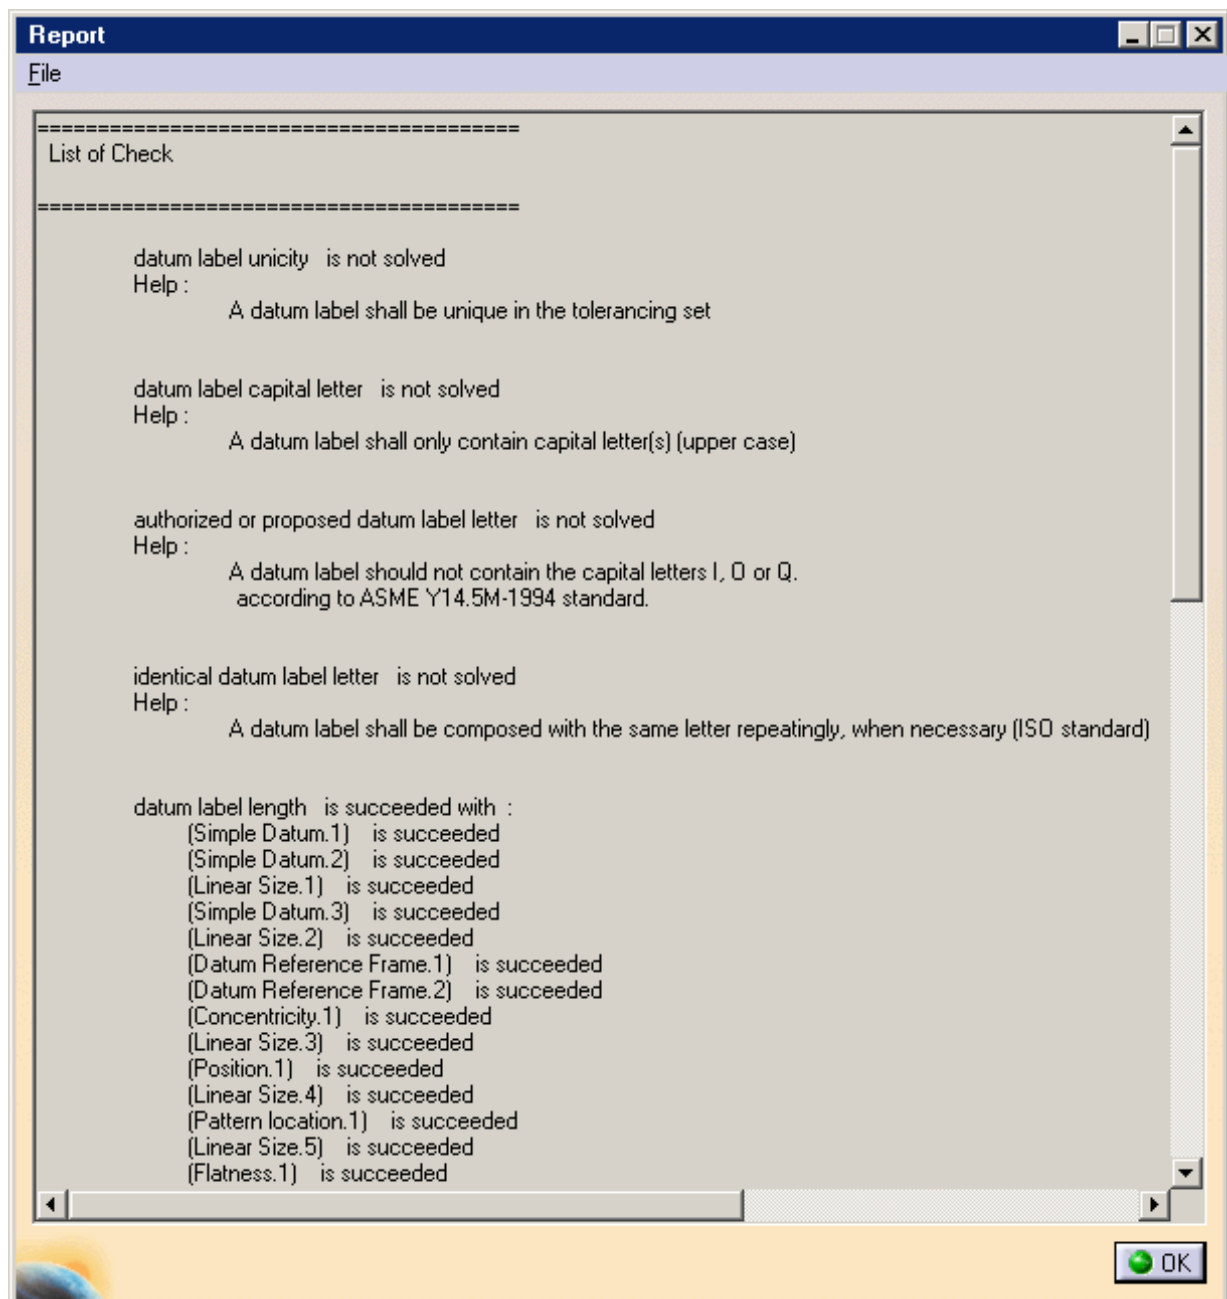 Report
File
========================================
List of Check
========================================
datum label unicity   is not solved
Help :
A datum label shall be unique in the tolerancing set
datum label capital letter   is not solved
Help :
A datum label shall only contain capital letter(s) (upper case)
authorized or proposed datum label letter   is not solved
Help :
A datum label should not contain the capital letters I, O or Q.
according to ASME Y14.5M-1994 standard.
identical datum label letter   is not solved
Help :
A datum label shall be composed with the same letter repeatingly, when necessary (ISO standard)
datum label length   is succeeded with  :
(Simple Datum.1)   is succeeded
(Simple Datum.2)   is succeeded
(Linear Size.1)   is succeeded
(Simple Datum.3)   is succeeded
(Linear Size.2)   is succeeded
(Datum Reference Frame.1)   is succeeded
(Datum Reference Frame.2)   is succeeded
(Concentricity.1)   is succeeded
(Linear Size.3)   is succeeded
(Position.1)   is succeeded
(Linear Size.4)   is succeeded
(Pattern location.1)   is succeeded
(Linear Size.5)   is succeeded
(Flatness.1)   is succeeded
OK